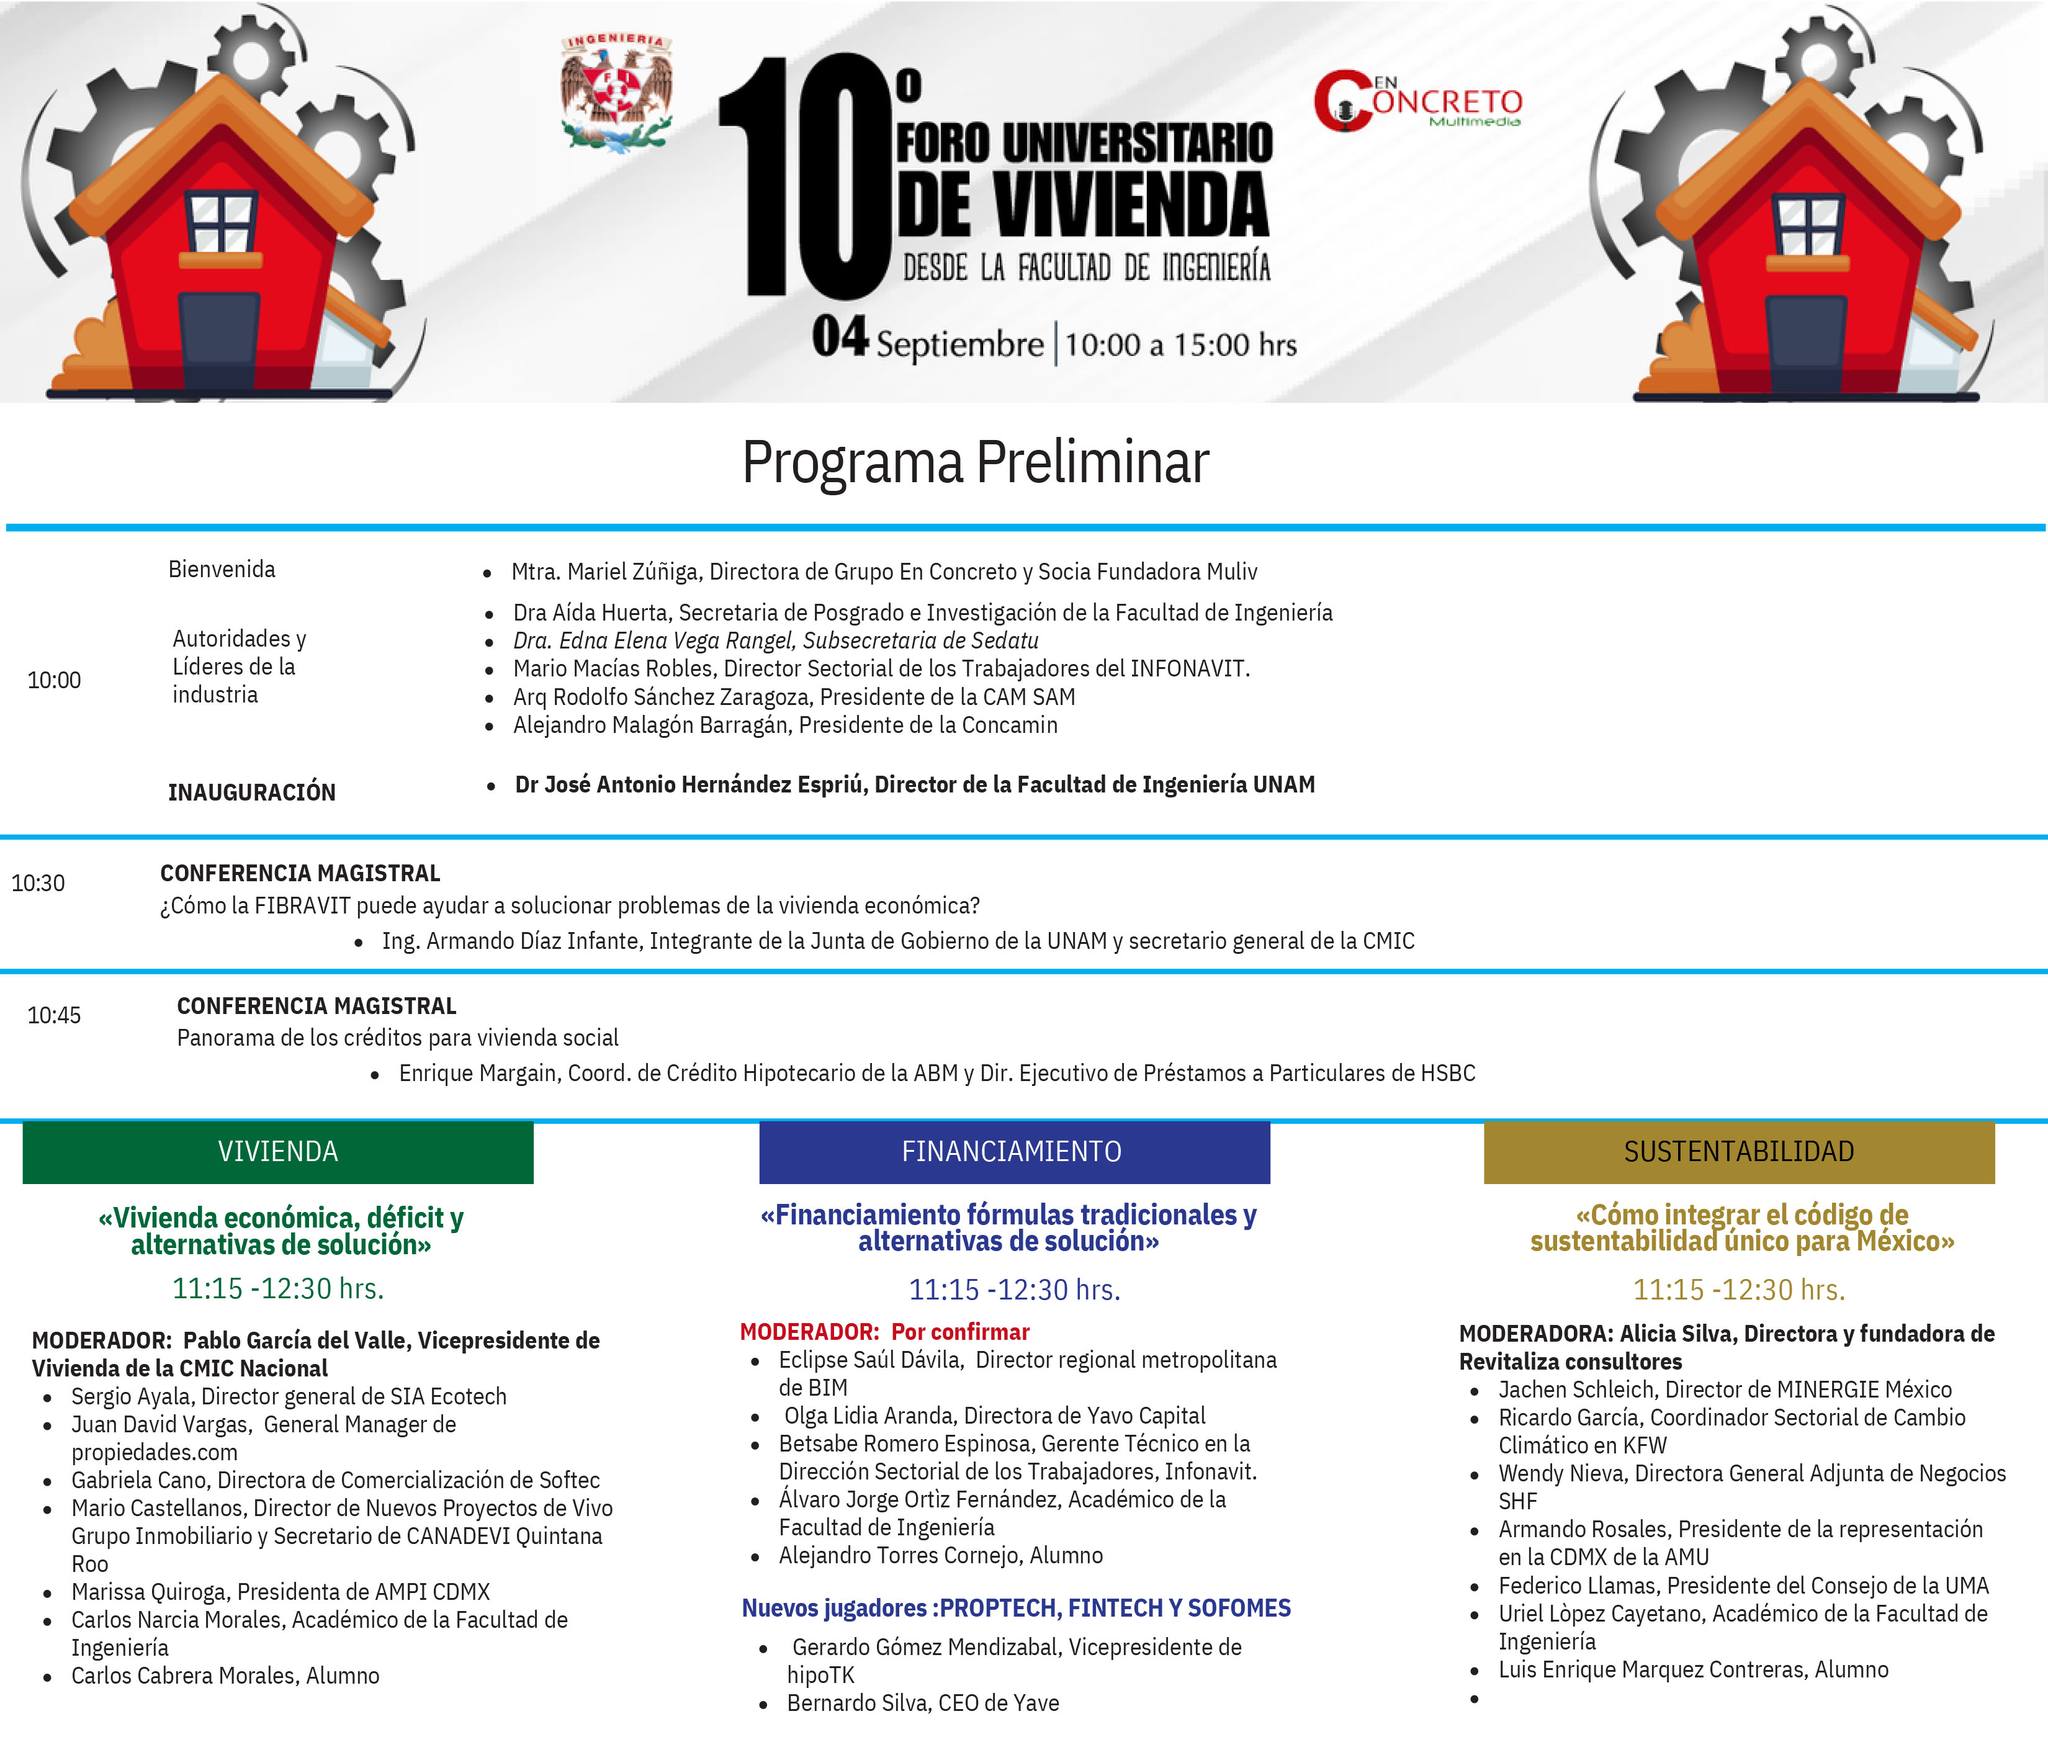 INGENIERIA
F I
10º
FORO UNIVERSITARIO
DE VIVIENDA
DESDE LA FACULTAD DE INGENIERÍA
04 Septiembre | 10:00 a 15:00 hrs
EN
CONCRETO
Multimedia
Programa Preliminar
10:00
Bienvenida
• Mtra. Mariel Zúñiga, Directora de Grupo En Concreto y Socia Fundadora Muliv
Autoridades y
Líderes de la
industria
• Dra Aída Huerta, Secretaria de Posgrado e Investigación de la Facultad de Ingeniería
• Dra. Edna Elena Vega Rangel, Subsecretaria de Sedatu
• Mario Macías Robles, Director Sectorial de los Trabajadores del INFONAVIT.
• Arq Rodolfo Sánchez Zaragoza, Presidente de la CAM SAM
• Alejandro Malagón Barragán, Presidente de la Concamin
INAUGURACIÓN
• Dr José Antonio Hernández Espriú, Director de la Facultad de Ingeniería UNAM
10:30
CONFERENCIA MAGISTRAL
¿Cómo la FIBRAVIT puede ayudar a solucionar problemas de la vivienda económica?
• Ing. Armando Díaz Infante, Integrante de la Junta de Gobierno de la UNAM y secretario general de la CMIC
10:45
CONFERENCIA MAGISTRAL
Panorama de los créditos para vivienda social
• Enrique Margain, Coord. de Crédito Hipotecario de la ABM y Dir. Ejecutivo de Préstamos a Particulares de HSBC
VIVIENDA
«Vivienda económica, déficit y
alternativas de solución»
11:15 -12:30 hrs.
MODERADOR:  Pablo García del Valle, Vicepresidente de
Vivienda de la CMIC Nacional
• Sergio Ayala, Director general de SIA Ecotech
• Juan David Vargas,  General Manager de
propiedades.com
• Gabriela Cano, Directora de Comercialización de Softec
• Mario Castellanos, Director de Nuevos Proyectos de Vivo
Grupo Inmobiliario y Secretario de CANADEVI Quintana
Roo
• Marissa Quiroga, Presidenta de AMPI CDMX
• Carlos Narcia Morales, Académico de la Facultad de
Ingeniería
• Carlos Cabrera Morales, Alumno
FINANCIAMIENTO
«Financiamiento fórmulas tradicionales y
alternativas de solución»
11:15 -12:30 hrs.
MODERADOR:  Por confirmar
• Eclipse Saúl Dávila,  Director regional metropolitana
de BIM
• Olga Lidia Aranda, Directora de Yavo Capital
• Betsabe Romero Espinosa, Gerente Técnico en la
Dirección Sectorial de los Trabajadores, Infonavit.
• Álvaro Jorge Ortìz Fernández, Académico de la
Facultad de Ingeniería
• Alejandro Torres Cornejo, Alumno
Nuevos jugadores :PROPTECH, FINTECH Y SOFOMES
• Gerardo Gómez Mendizabal, Vicepresidente de
hipoTK
• Bernardo Silva, CEO de Yave
SUSTENTABILIDAD
«Cómo integrar el código de
sustentabilidad único para México»
11:15 -12:30 hrs.
MODERADORA: Alicia Silva, Directora y fundadora de
Revitaliza consultores
• Jachen Schleich, Director de MINERGIE México
• Ricardo García, Coordinador Sectorial de Cambio
Climático en KFW
• Wendy Nieva, Directora General Adjunta de Negocios
SHF
• Armando Rosales, Presidente de la representación
en la CDMX de la AMU
• Federico Llamas, Presidente del Consejo de la UMA
• Uriel Lòpez Cayetano, Académico de la Facultad de
Ingeniería
• Luis Enrique Marquez Contreras, Alumno
•